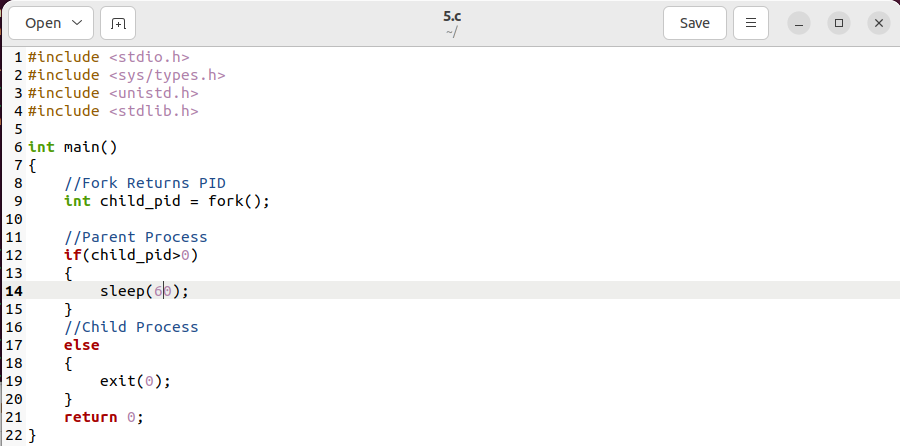 Open
5.c
~/
Save
1 #include <stdio.h>
2 #include <sys/types.h>
3 #include <unistd.h>
4 #include <stdlib.h>
5
6 int main()
7 {
8     //Fork Returns PID
9     int child_pid = fork();
10
11     //Parent Process
12     if(child_pid>0)
13     {
14         sleep(60);
15     }
16     //Child Process
17     else
18     {
19         exit(0);
20     }
21     return 0;
22 }